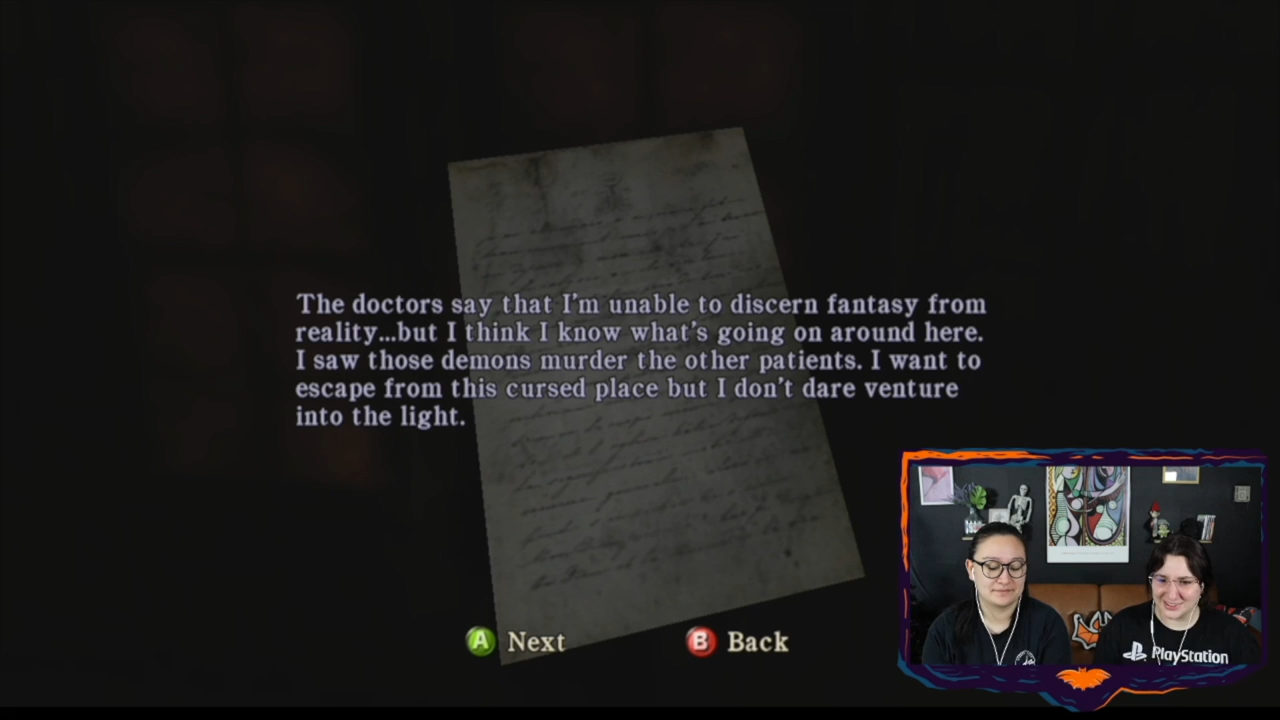 The doctors say that I'm unable to discern fantasy from
reality...but I think I know what's going on around here.
I saw those demons murder the other patients. I want to
escape from this cursed place but I don't dare venture
into the light.
A Next B Back
PlayStation